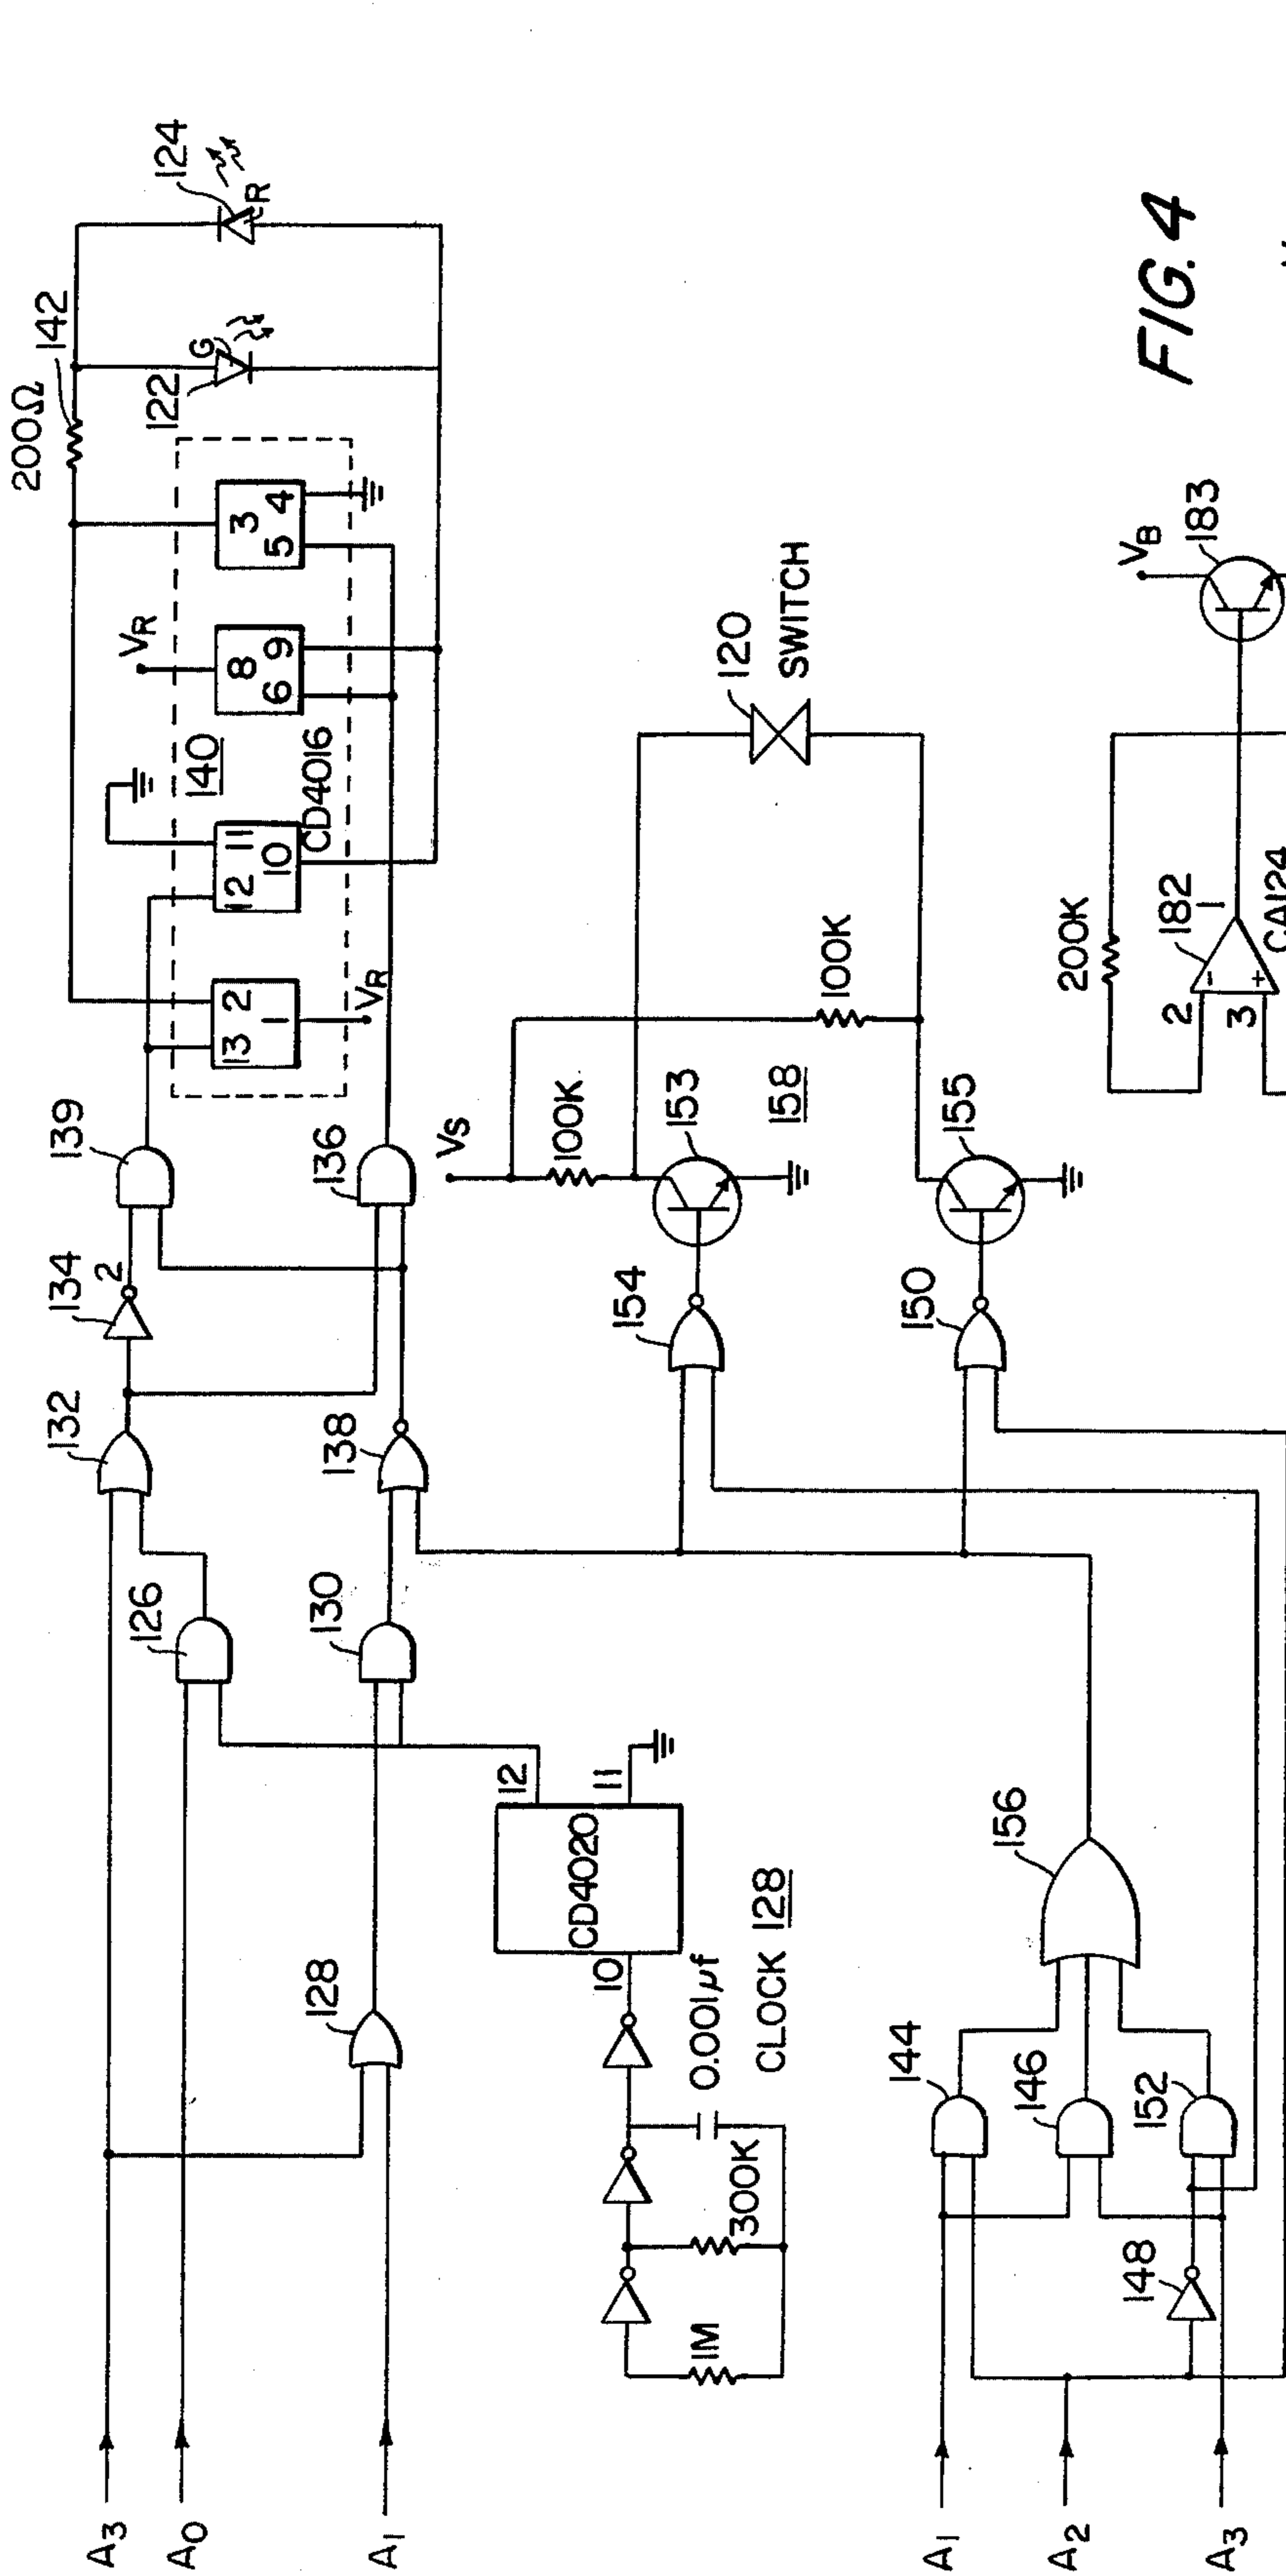 200Ω
142
124
R
G
122
3
5 4
VR
8
6 9
140
11
12 10
CD4016
2
13 1
VR
139
136
134
2
132
138
126
130
128
A3
A0
A1
VS
100K
153
158
100K
155
120
SWITCH
154
150
12
11
CD4020
10
0.001µf
CLOCK 128
300K
1M
156
144
146
152
148
A1
A2
A3
FIG. 4
VB
183
200K
182
1
2
3
-
+
CA124